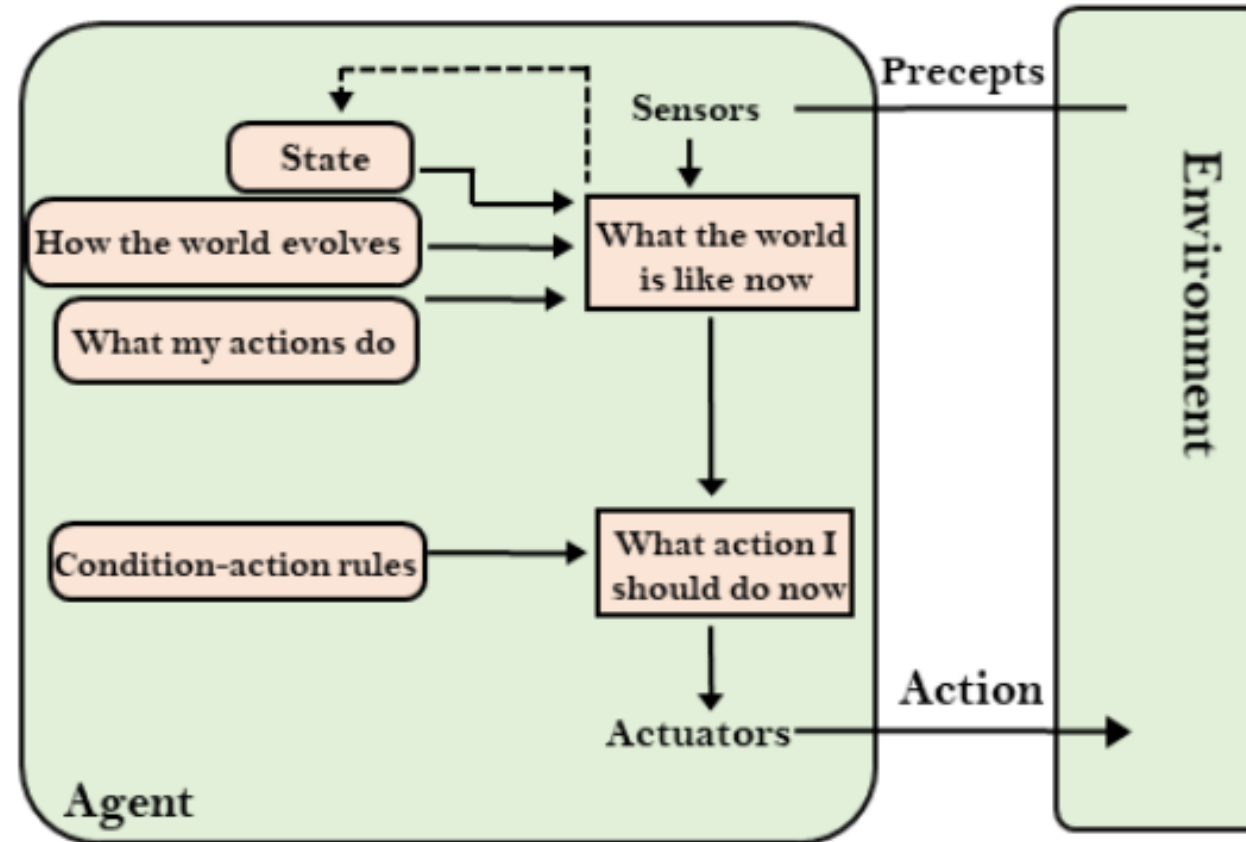 Precepts
Sensors
State
How the world evolves
What the world
is like now
What my actions do
Environment
Condition-action rules
What action I
should do now
Action
Actuators
Agent